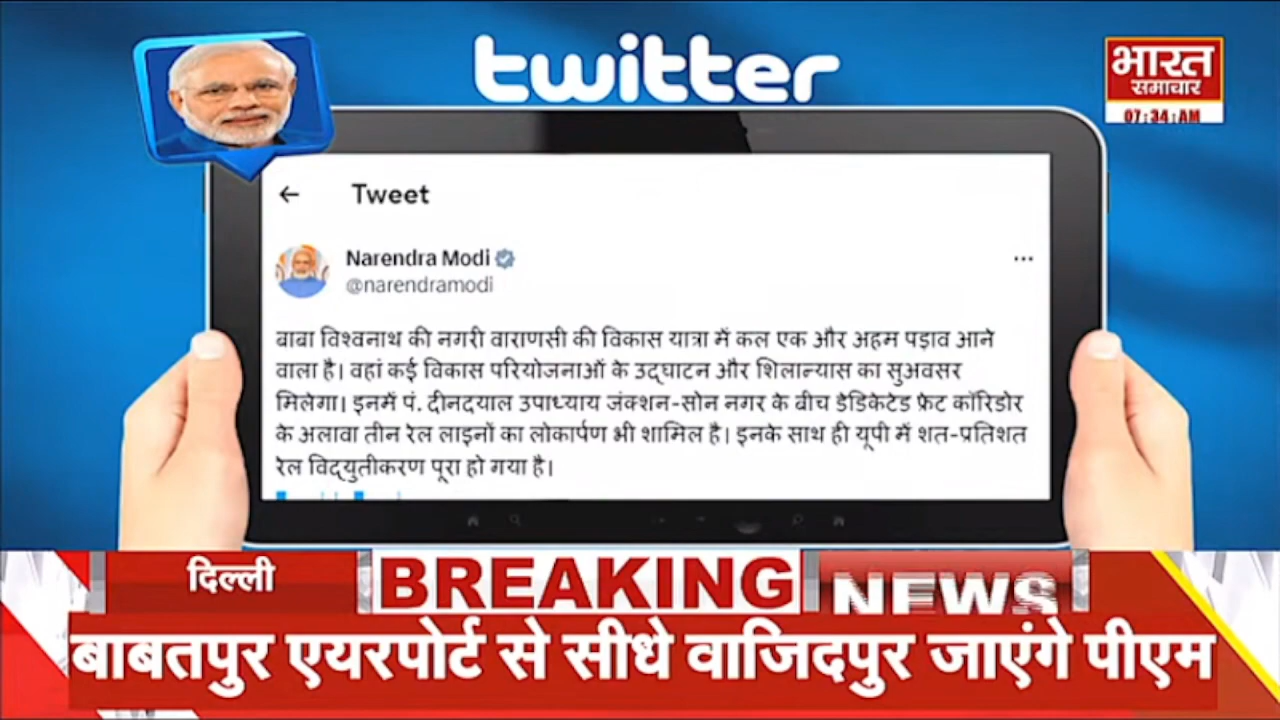 twitter
भारत
समाचार
07:34:AM
Tweet
Narendra Modi
@narendramodi
बाबा विश्वनाथ की नगरी वाराणसी की विकास यात्रा में कल एक और अहम पड़ाव आने
वाला है। वहां कई विकास परियोजनाओं के उद्घाटन और शिलान्यास का सुअवसर
मिलेगा। इनमें पं. दीनदयाल उपाध्याय जंक्शन-सोन नगर के बीच डेडिकेटेड फ्रेट कॉरिडोर
के अलावा तीन रेल लाइनों का लोकार्पण भी शामिल है। इनके साथ ही यूपी में शत-प्रतिशत
रेल विद्युतीकरण पूरा हो गया है।
दिल्ली
BREAKING NEWS
बाबतपुर एयरपोर्ट से सीधे वाजिदपुर जाएंगे पीएम